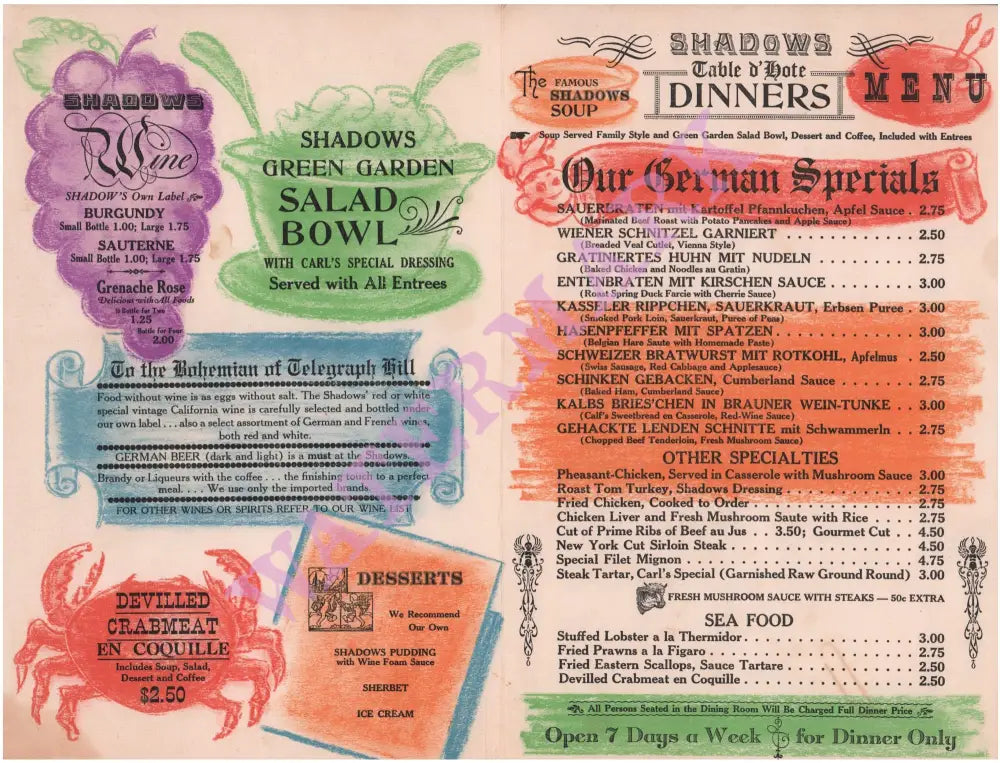 SHADOWS
Wine
SHADOW'S Own Label
BURGUNDY
Small Bottle 1.00; Large 1.75
SAUTERNE
Small Bottle 1.00; Large 1.75
Grenache Rose
Delicious with All Foods
Bottle for Two
1.25
Bottle for Four
2.00
SHADOWS
GREEN GARDEN
SALAD
BOWL
WITH CARL'S SPECIAL DRESSING
Served with All Entrees
To the Bohemian of Telegraph Hill
Food without wine is as eggs without salt. The Shadows' red or white
special vintage California wine is carefully selected and bottled under
our own label . . . also a select assortment of German and French wines,
both red and white.
GERMAN BEER (dark and light) is a must at the Shadows.
Brandy or Liqueurs with the coffee . . . the finishing touch to a perfect
meal. . . . We use only the imported brands.
FOR OTHER WINES OR SPIRITS REFER TO OUR WINE LIST
DEVILLED
CRABMEAT
EN COQUILLE
Includes Soup, Salad,
Dessert and Coffee
$2.50
DESSERTS
We Recommend
Our Own
SHADOWS PUDDING
with Wine Foam Sauce
SHERBET
ICE CREAM
The FAMOUS
SHADOWS
SOUP
SHADOWS
Table d'Hote
DINNERS
MENU
Soup Served Family Style and Green Garden Salad Bowl, Dessert and Coffee, Included with Entrees
Our German Specials
SAUERBRATEN mit Kartoffel Pfannkuchen, Apfel Sauce . 2.75
(Marinated Beef Roast with Potato Pancakes and Apple Sauce)
WIENER SCHNITZEL GARNIERT . . . . . . . . . . . 2.50
(Breaded Veal Cutlet, Vienna Style)
GRATINIERTES HUHN MIT NUDELN . . . . . . . . 2.75
(Baked Chicken and Noodles au Gratin)
ENTENBRATEN MIT KIRSCHEN SAUCE . . . . . . . 3.00
(Roast Spring Duck Farcie with Cherrie Sauce)
KASSELER RIPPCHEN, SAUERKRAUT, Erbsen Puree . 3.00
(Smoked Pork Loin, Sauerkraut, Puree of Peas)
HASENPFEFFER MIT SPATZEN . . . . . . . . . . . 3.00
(Belgian Hare Saute with Homemade Paste)
SCHWEIZER BRATWURST MIT ROTKOHL, Apfelmus . 2.50
(Swiss Sausage, Red Cabbage and Applesauce)
SCHINKEN GEBACKEN, Cumberland Sauce . . . . . . 2.75
(Baked Ham, Cumberland Sauce)
KALBS BRIES'CHEN IN BRAUNER WEIN-TUNKE . . 3.00
(Calf's Sweetbread en Casserole, Red-Wine Sauce)
GEHACKTE LENDEN SCHNITTE mit Schwammerln . . 2.75
(Chopped Beef Tenderloin, Fresh Mushroom Sauce)
OTHER SPECIALTIES
Pheasant-Chicken, Served in Casserole with Mushroom Sauce 3.00
Roast Tom Turkey, Shadows Dressing . . . . . . . . . . 2.75
Fried Chicken, Cooked to Order . . . . . . . . . . . . 2.75
Chicken Liver and Fresh Mushroom Saute with Rice . . . . 2.75
Cut of Prime Ribs of Beef au Jus . . 3.50; Gourmet Cut . . 4.50
New York Cut Sirloin Steak . . . . . . . . . . . . . . 4.50
Special Filet Mignon . . . . . . . . . . . . . . . . . 4.75
Steak Tartar, Carl's Special (Garnished Raw Ground Round) 3.00
FRESH MUSHROOM SAUCE WITH STEAKS — 50c EXTRA
SEA FOOD
Stuffed Lobster a la Thermidor . . . . . . . . . . . . 3.00
Fried Prawns a la Figaro . . . . . . . . . . . . . . . 2.75
Fried Eastern Scallops, Sauce Tartare . . . . . . . . . 2.50
Devilled Crabmeat en Coquille . . . . . . . . . . . . . 2.50
All Persons Seated in the Dining Room Will Be Charged Full Dinner Price
Open 7 Days a Week for Dinner Only
WATERMARK